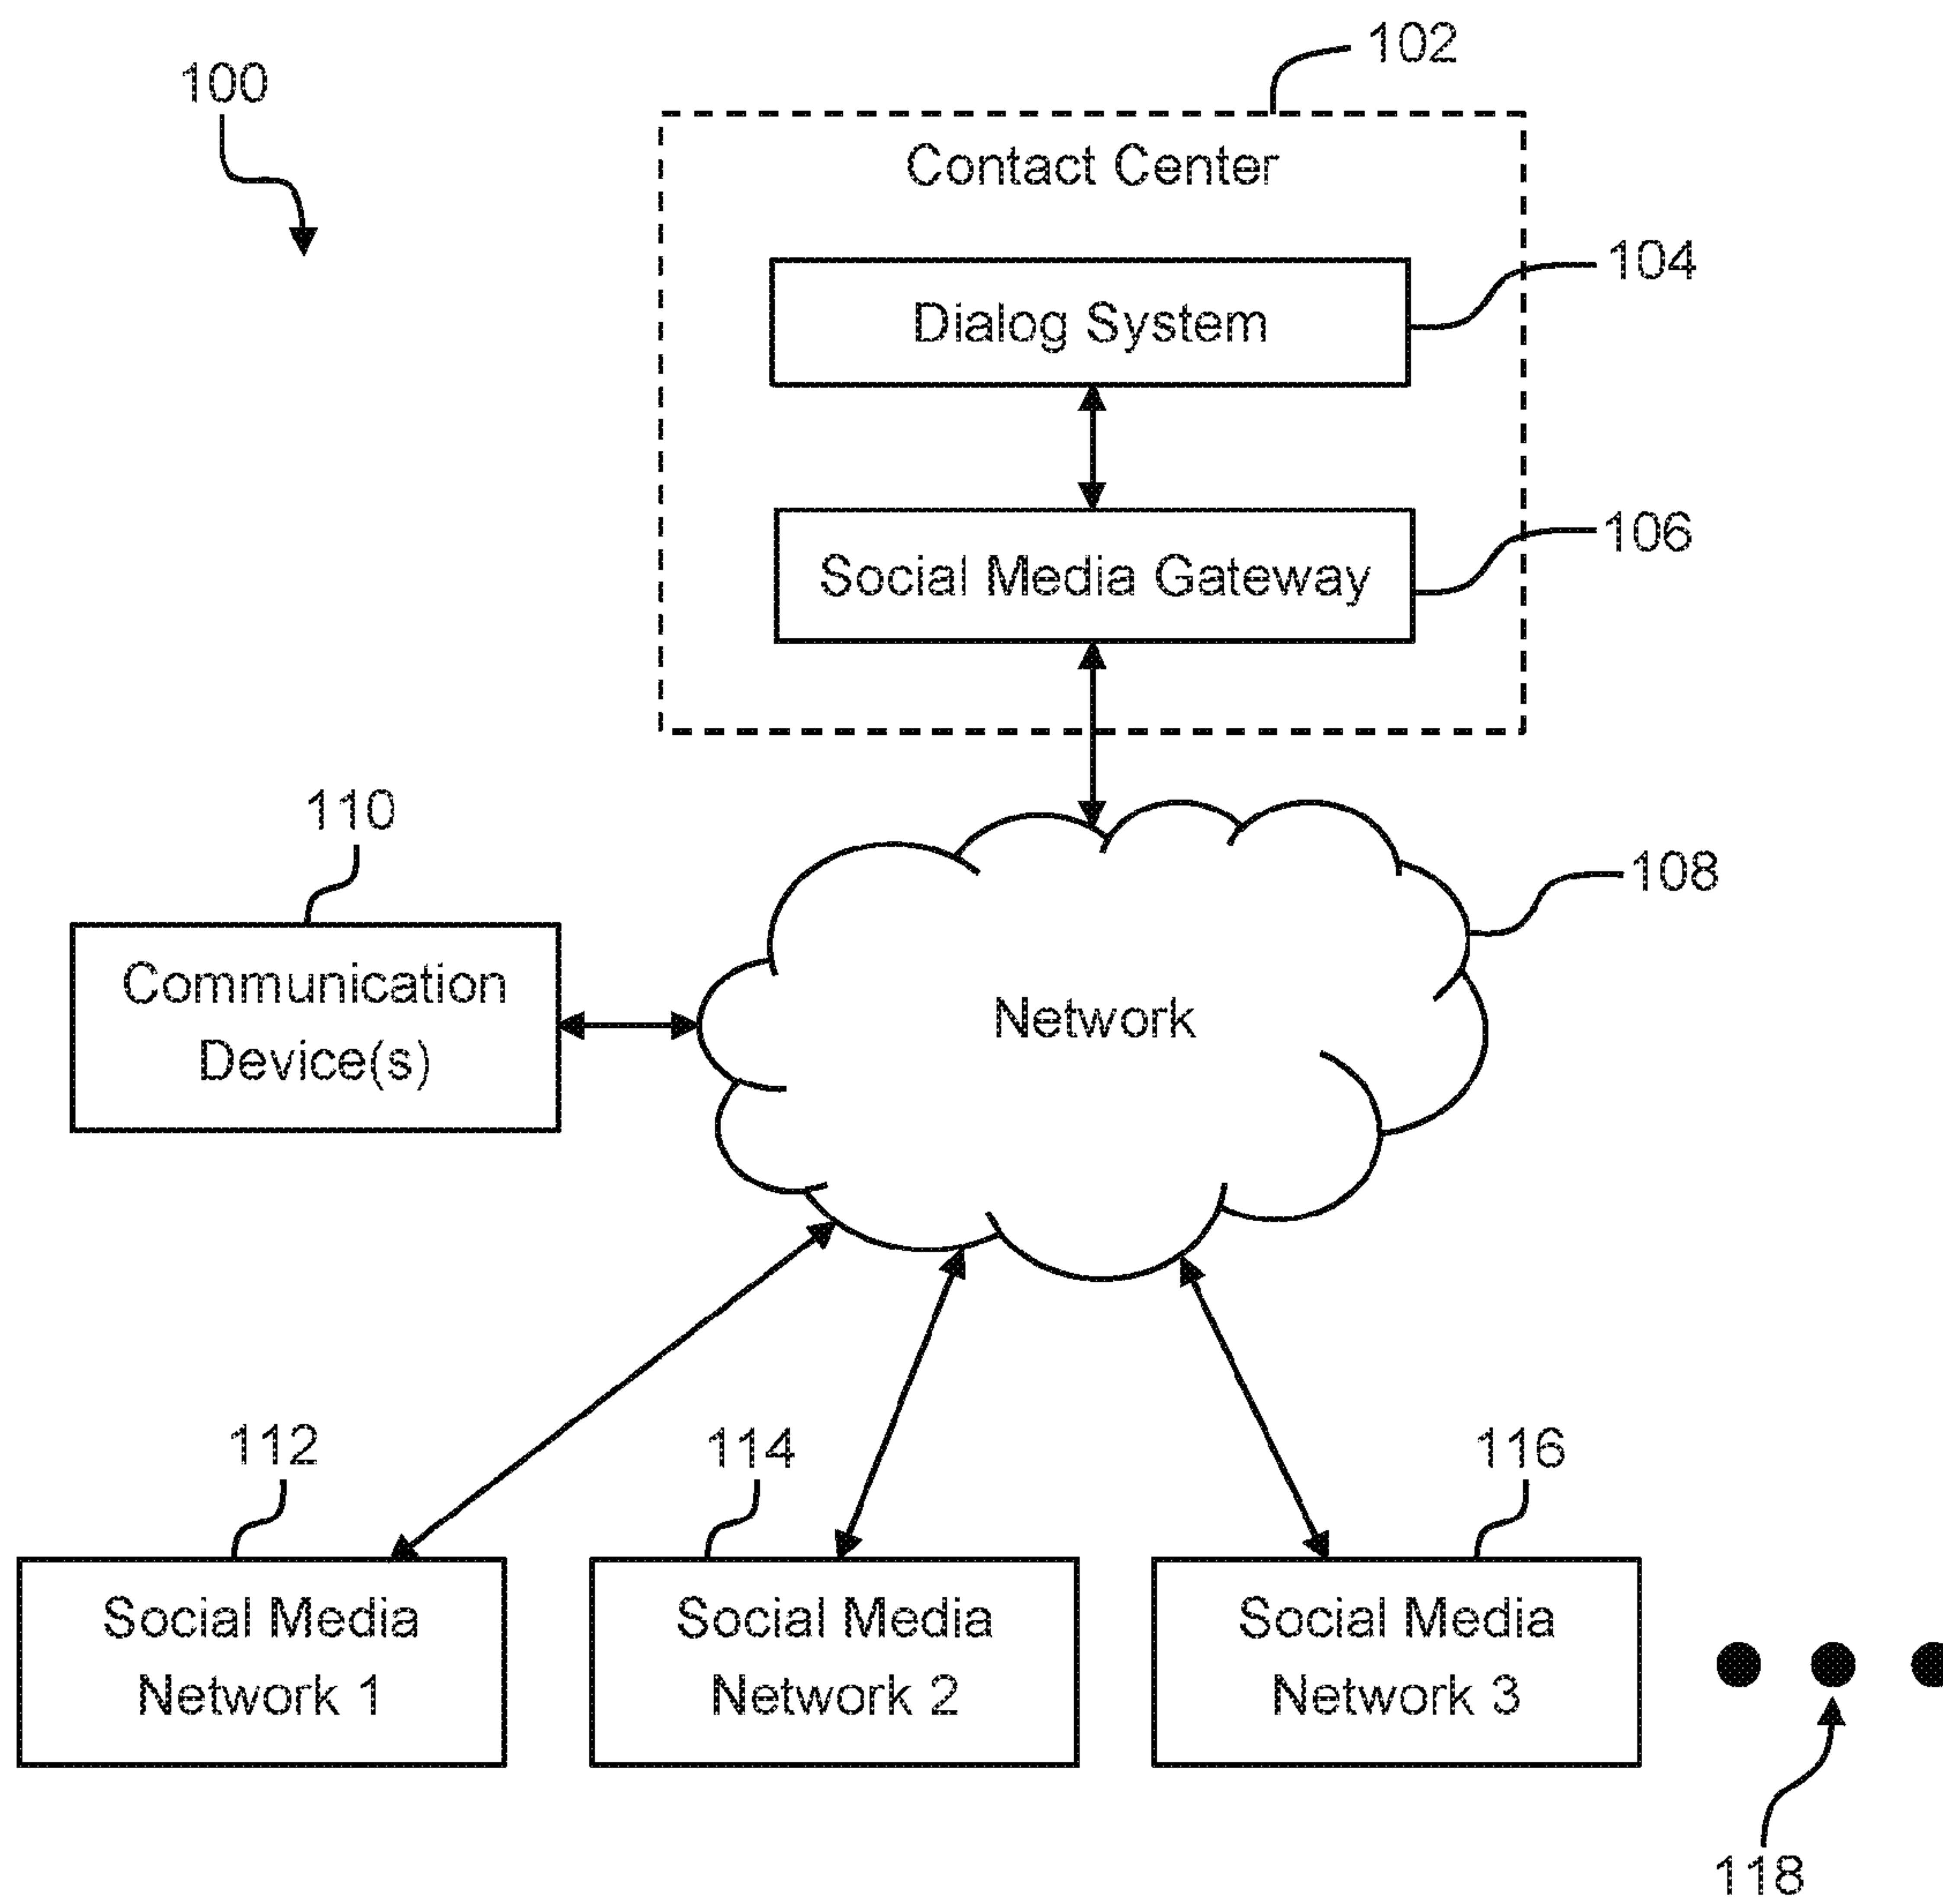 102
100
Contact Center
104
Dialog System
106
Social Media Gateway
110
108
Communication
Device(s)
Network
112
114
116
Social Media
Network 1
Social Media
Network 2
Social Media
Network 3
118